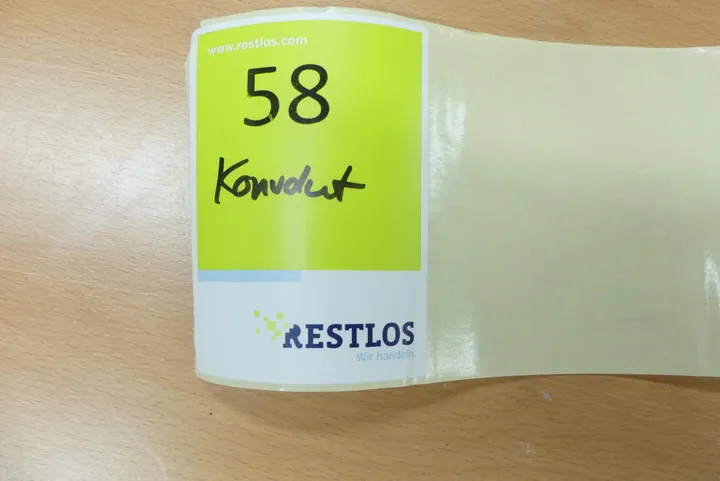 www.restlos.com
58
Konvolut
RESTLOS
Wir handeln.